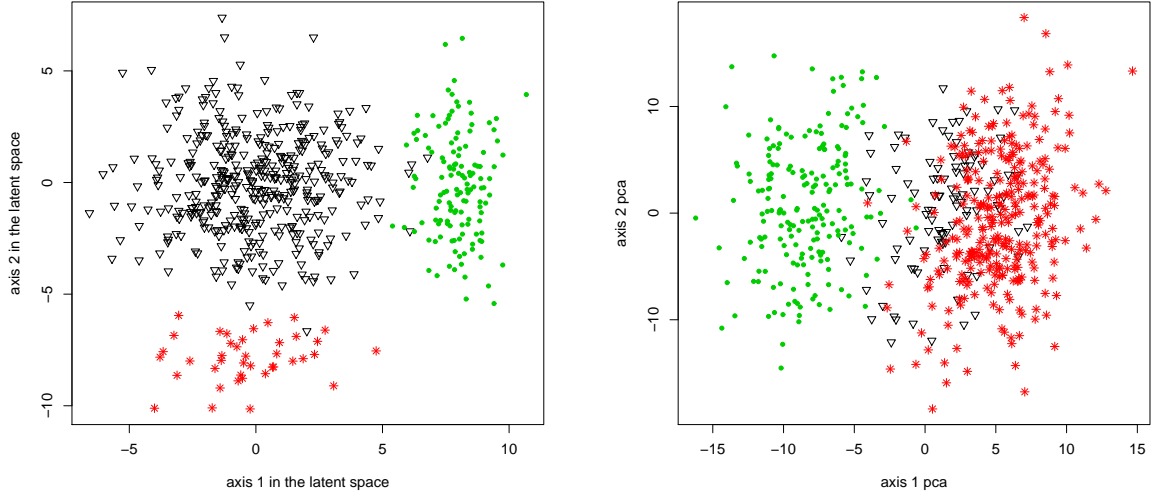 5
0
−5
−10
axis 2 in the latent space
−5 0 5 10
axis 1 in the latent space
10
0
−10
axis 2 pca
−15 −10 −5 0 5 10 15
axis 1 pca